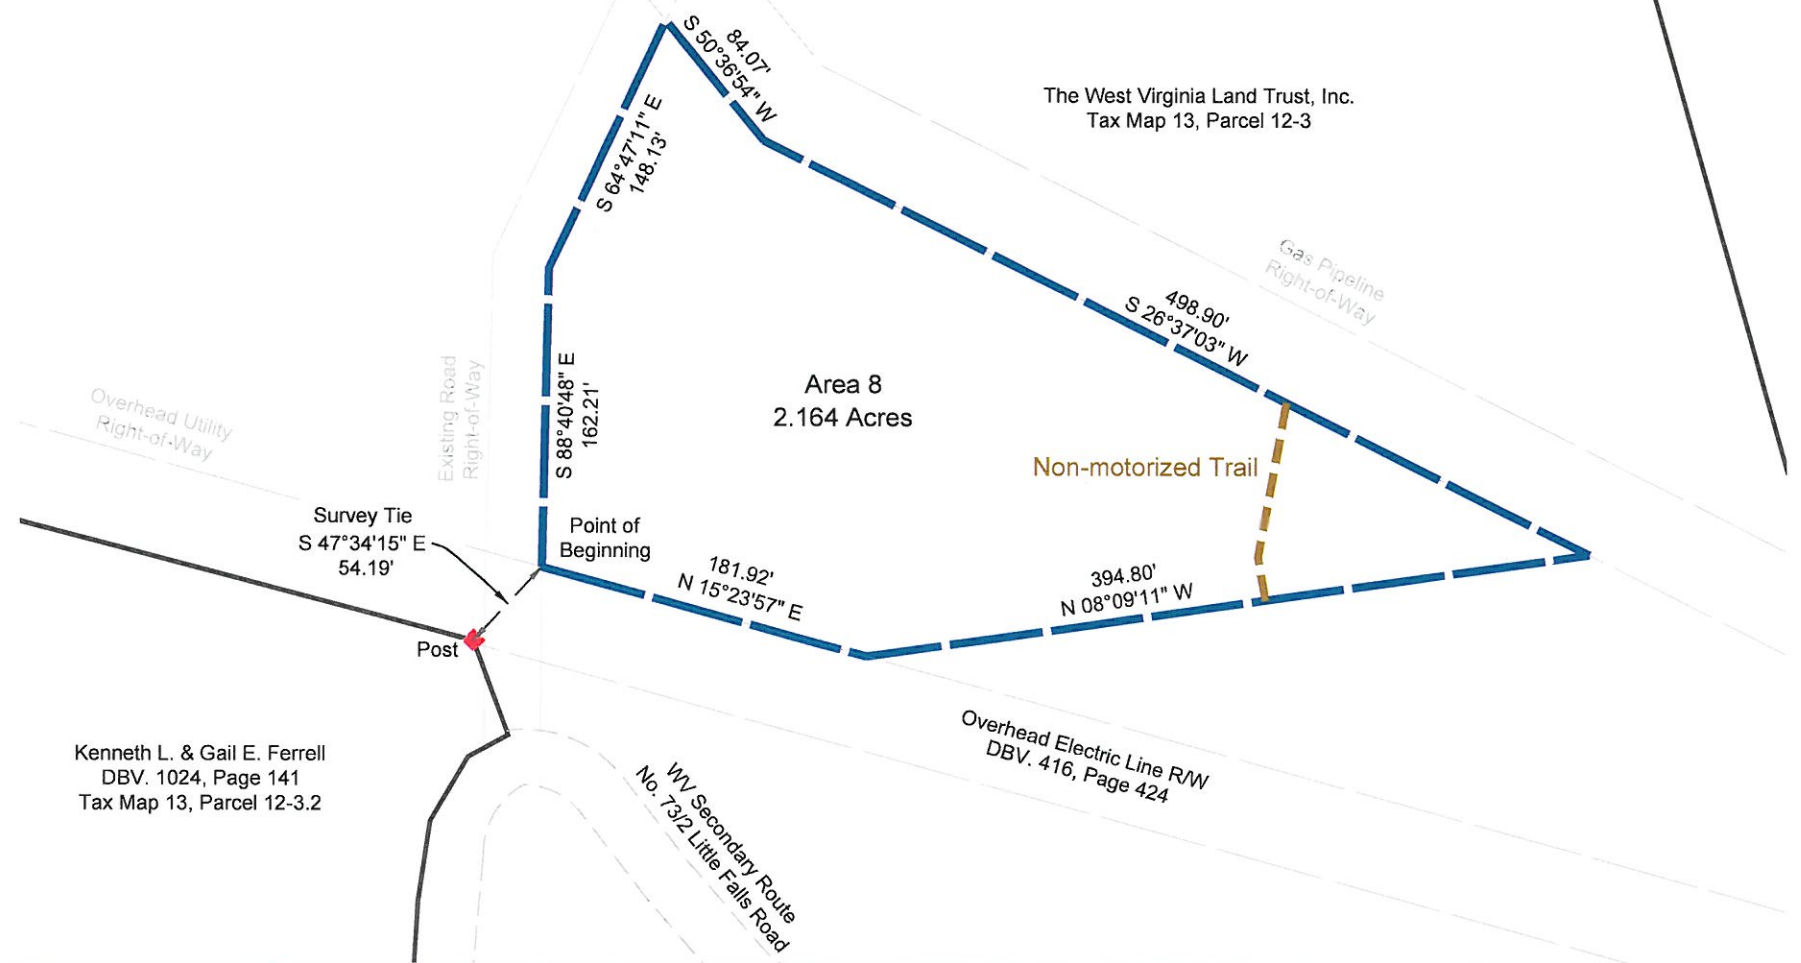 84.07'
S 50°36'54" W
The West Virginia Land Trust, Inc.
Tax Map 13, Parcel 12-3
S 64°47'11" E
148.13'
Gas Pipeline
Right-of-Way
498.90'
S 26°37'03" W
S 88°40'48" E
162.21'
Area 8
2.164 Acres
Existing Road
Right-of-Way
Overhead Utility
Right-of-Way
Non-motorized Trail
Survey Tie
S 47°34'15" E
54.19'
Point of
Beginning
181.92'
N 15°23'57" E
394.80'
N 08°09'11" W
Post
Overhead Electric Line R/W
DBV. 416, Page 424
Kenneth L. & Gail E. Ferrell
DBV. 1024, Page 141
Tax Map 13, Parcel 12-3.2
WV Secondary Route
No. 73/2 Little Falls Road